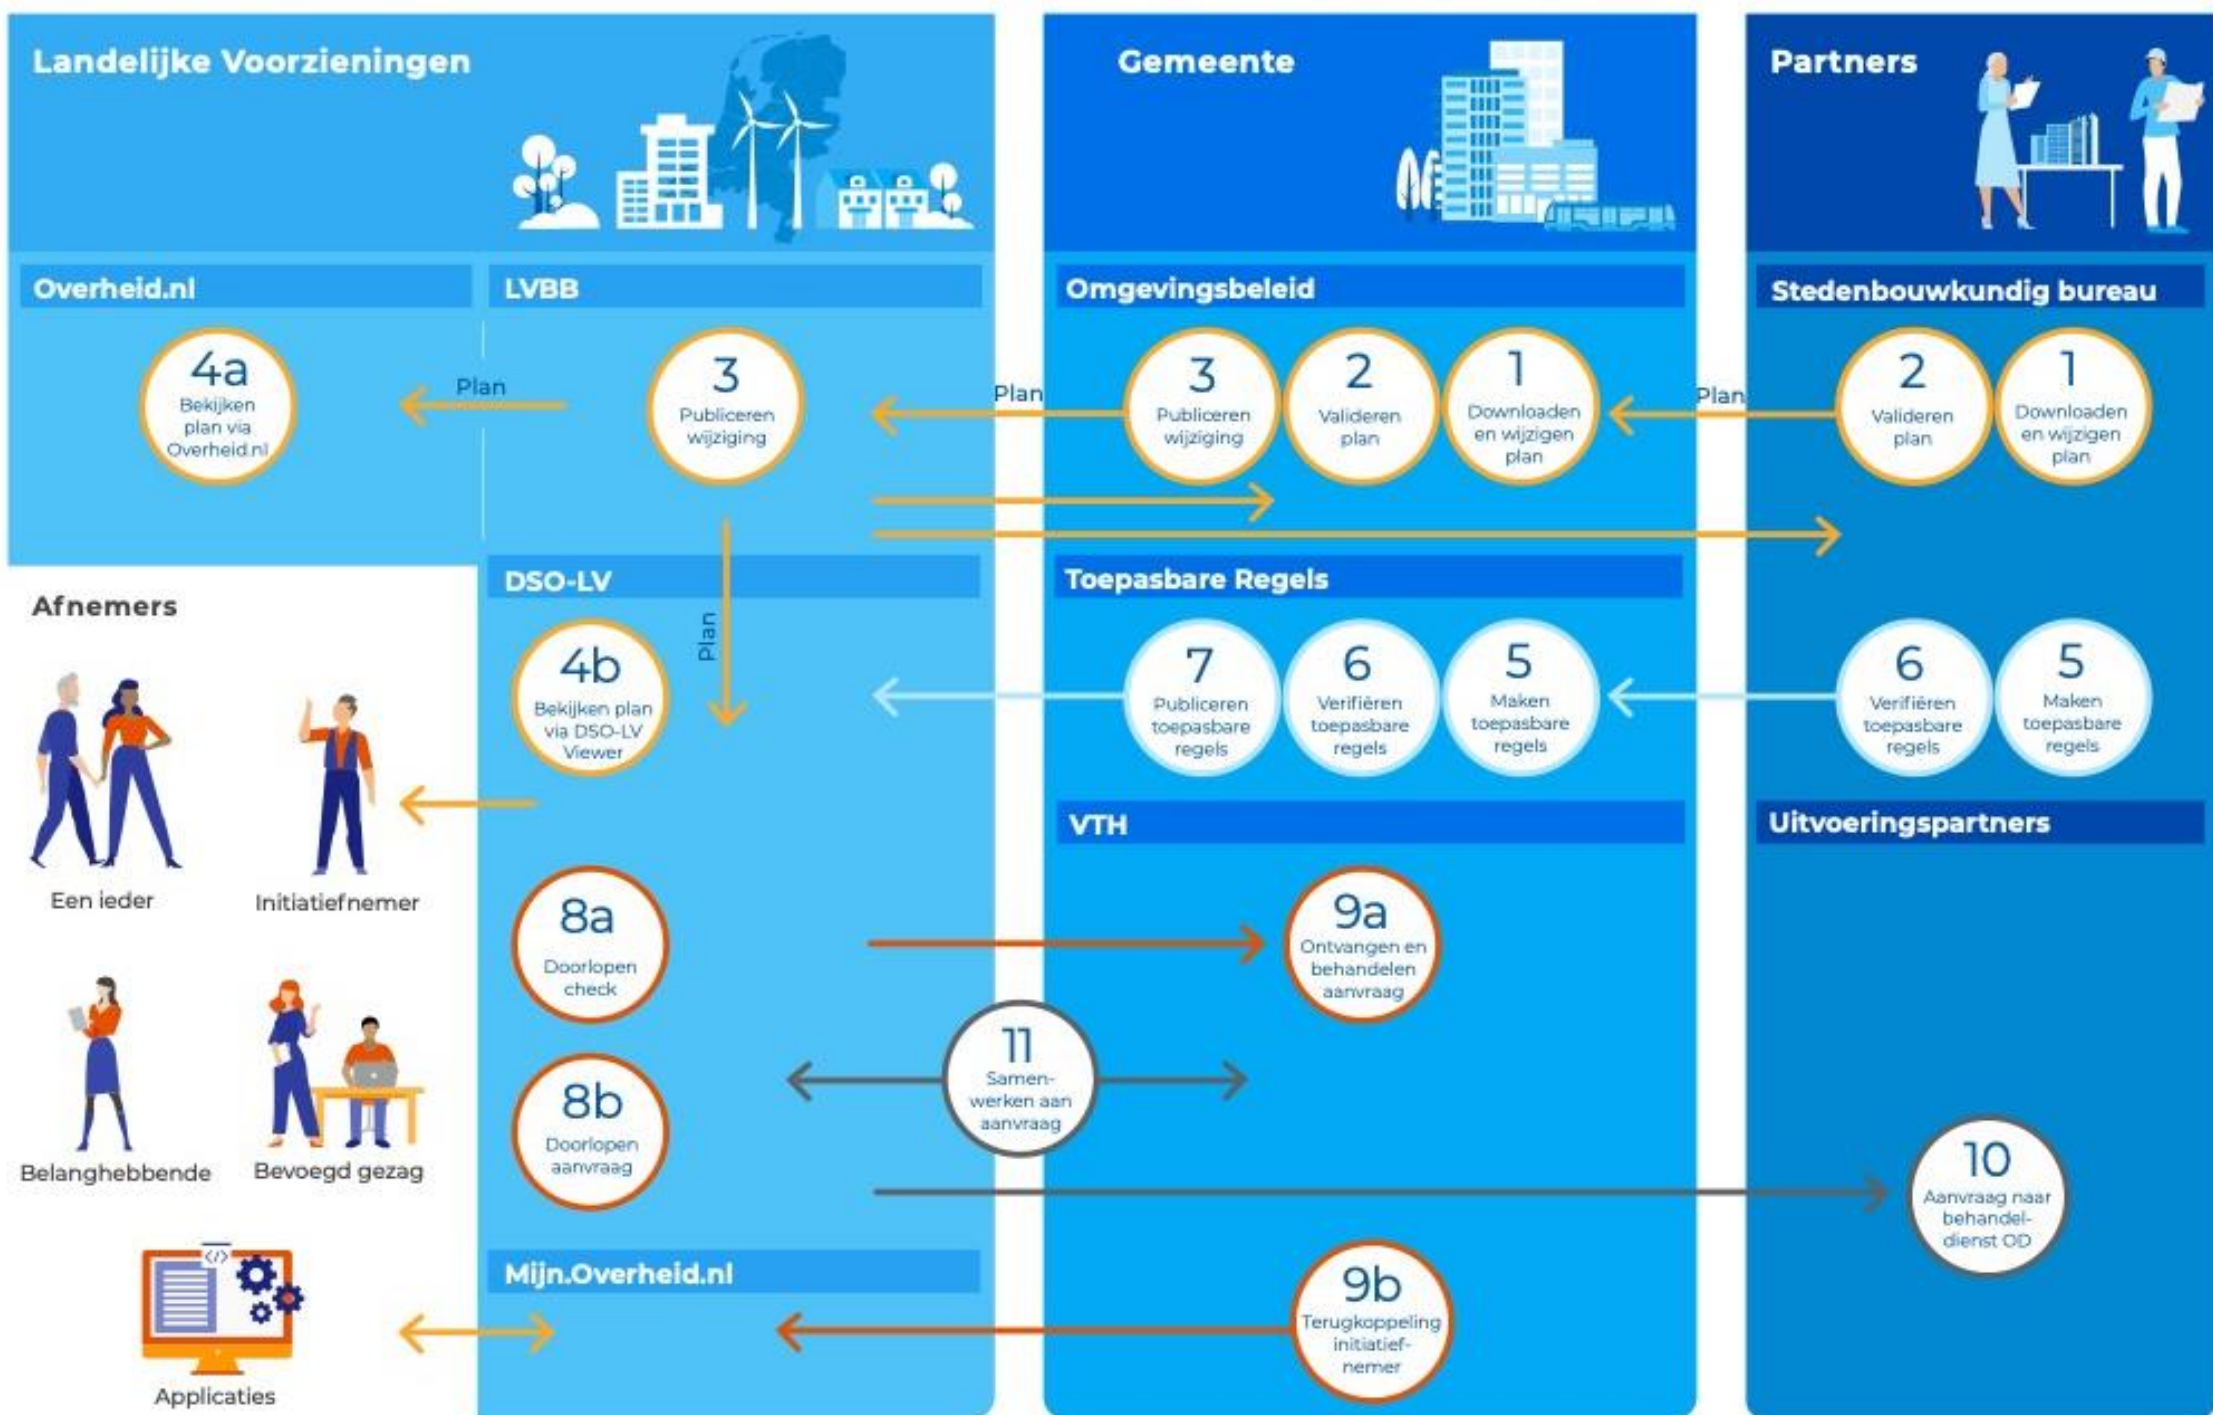 Landelijke Voorzieningen
Gemeente
Partners
Overheid.nl
LVBB
Omgevingsbeleid
Stedenbouwkundig bureau
4a
Bekijken
plan via
Overheid.nl
Plan
3
Publiceren
wijziging
Plan
3
Publiceren
wijziging
2
Valideren
plan
1
Downloaden
en wijzigen
plan
Plan
2
Valideren
plan
1
Downloaden
en wijzigen
plan
Afnemers
DSO-LV
Toepasbare Regels
4b
Bekijken plan
via DSO-LV
Viewer
Plan
7
Publiceren
toepasbare
regels
6
Verifiëren
toepasbare
regels
5
Maken
toepasbare
regels
6
Verifiëren
toepasbare
regels
5
Maken
toepasbare
regels
Een ieder
Initiatiefnemer
VTH
Uitvoeringspartners
8a
Doorlopen
check
9a
Ontvangen en
behandelen
aanvraag
11
Samen-
werken aan
aanvraag
8b
Doorlopen
aanvraag
Belanghebbende
Bevoegd gezag
10
Aanvraag naar
behandel-
dienst OD
</>
Mijn.Overheid.nl
9b
Terugkoppeling
initiatief-
nemer
Applicaties